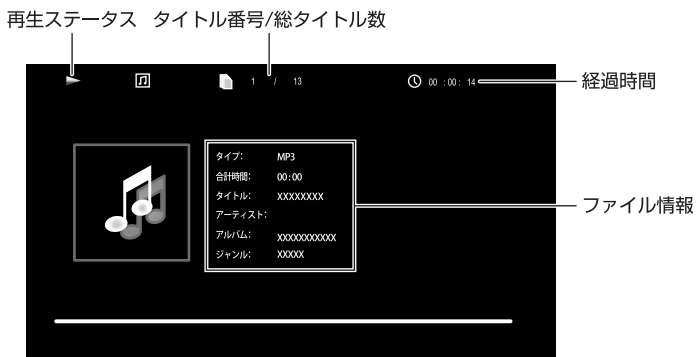 再生ステータス タイトル番号/総タイトル数
1 / 13 00 : 00 : 14 経過時間
タイプ: MP3
合計時間: 00:00
タイトル: XXXXXXXX
ファイル情報
アーティスト:
アルバム: XXXXXXXXXXX
ジャンル: XXXXX